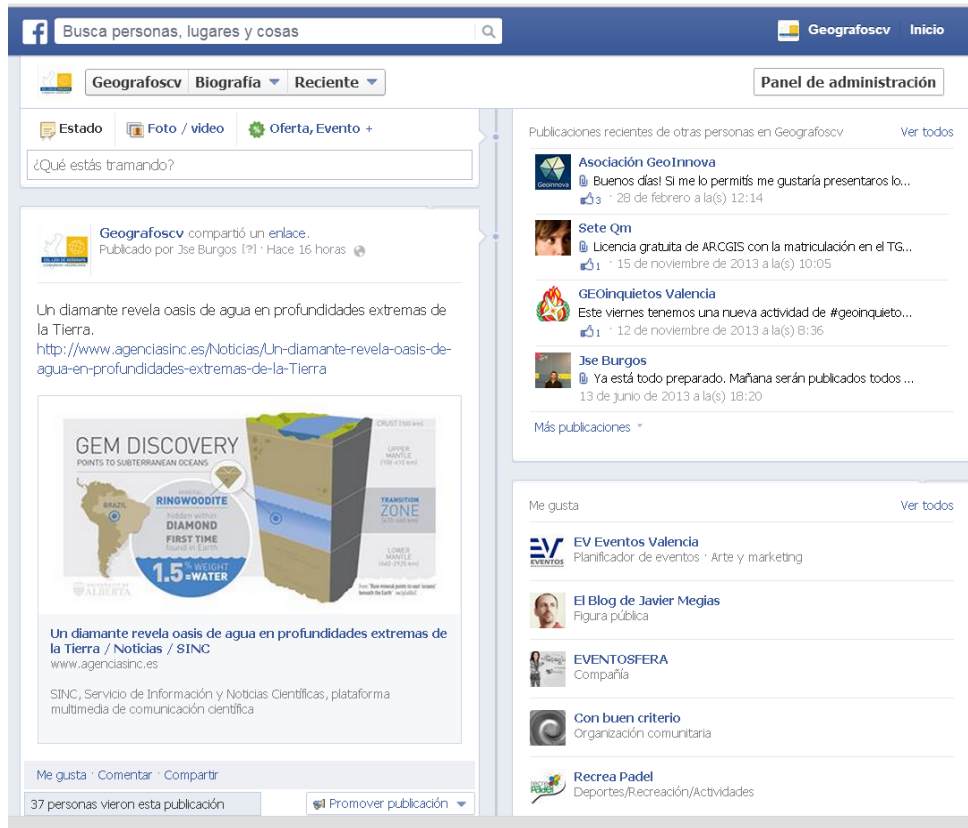 Busca personas, lugares y cosas
Geografoscv Inicio
Geografoscv Biografía Reciente
Panel de administración
Estado Foto / video Oferta, Evento +
¿Qué estás tramando?
Geografoscv compartió un enlace.
Publicado por Jse Burgos [?] · Hace 16 horas
Un diamante revela oasis de agua en profundidades extremas de
la Tierra.
http://www.agenciasinc.es/Noticias/Un-diamante-revela-oasis-de-
agua-en-profundidades-extremas-de-la-Tierra
GEM DISCOVERY
POINTS TO SUBTERRANEAN OCEANS
BRAZIL
MINERAL
RINGWOODITE
hidden within
DIAMOND
FIRST TIME
found in Earth
1.5% WEIGHT
=WATER
CRUST (100 km)
UPPER
MANTLE
TRANSITION
ZONE
LOWER
MANTLE
UNIVERSITY OF
ALBERTA
Un diamante revela oasis de agua en profundidades extremas de
la Tierra / Noticias / SINC
www.agenciasinc.es
SINC, Servicio de Información y Noticias Científicas, plataforma
multimedia de comunicación científica
Me gusta · Comentar · Compartir
37 personas vieron esta publicación
Promover publicación
Publicaciones recientes de otras personas en Geografoscv Ver todos
Asociación GeoInnova
Buenos días! Si me lo permitís me gustaría presentaros lo...
3 · 28 de febrero a la(s) 12:14
Sete Qm
Licencia gratuita de ARCGIS con la matriculación en el TG...
1 · 15 de noviembre de 2013 a la(s) 10:05
GEOinquietos Valencia
Este viernes tenemos una nueva actividad de #geoinquieto...
1 · 12 de noviembre de 2013 a la(s) 8:36
Jse Burgos
Ya está todo preparado. Mañana serán publicados todos ...
13 de junio de 2013 a la(s) 18:20
Más publicaciones
Me gusta Ver todos
EV Eventos Valencia
Planificador de eventos · Arte y marketing
El Blog de Javier Megias
Figura pública
EVENTOSFERA
Compañía
Con buen criterio
Organización comunitaria
Recrea Padel
Deportes/Recreación/Actividades